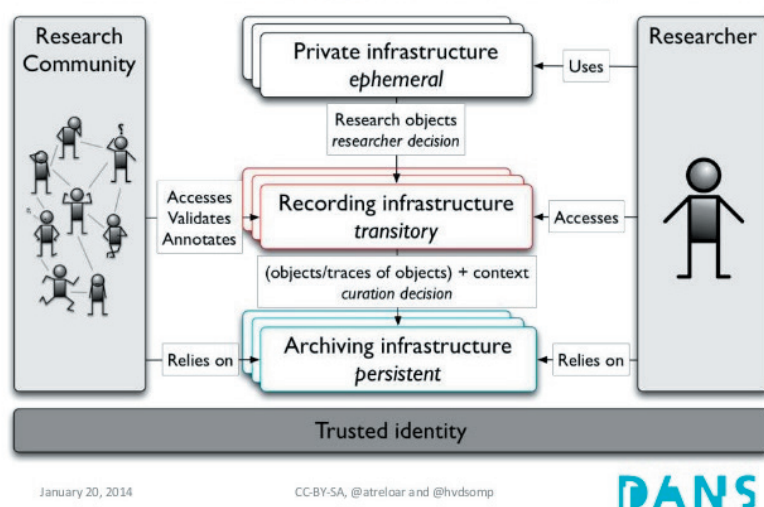 Research
Community
Private infrastructure
ephemeral
Uses
Researcher
Research objects
researcher decision
Accesses
Validates
Annotates
Recording infrastructure
transitory
Accesses
(objects/traces of objects) + context
curation decision
Relies on
Archiving infrastructure
persistent
Relies on
Trusted identity
January 20, 2014
CC-BY-SA, @atreloar and @hvdsomp
DANS